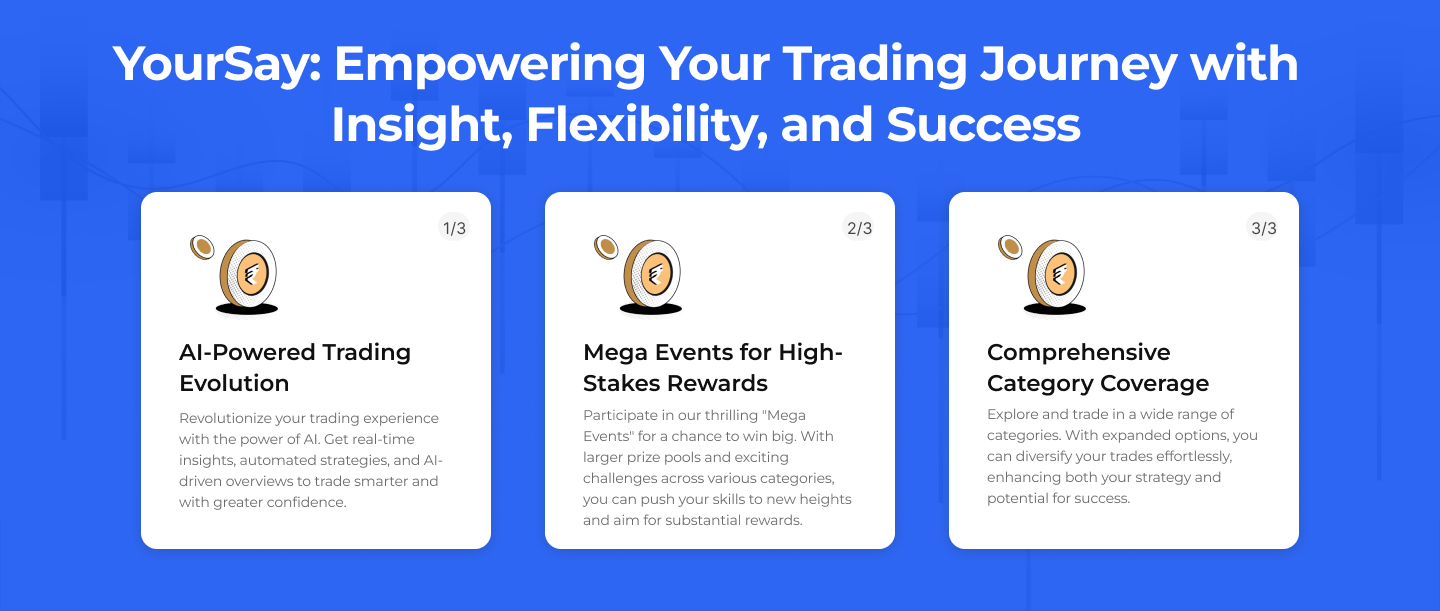 YourSay: Empowering Your Trading Journey with
Insight, Flexibility, and Success
1/3
₹
AI-Powered Trading
Evolution
Revolutionize your trading experience
with the power of AI. Get real-time
insights, automated strategies, and AI-
driven overviews to trade smarter and
with greater confidence.
2/3
₹
Mega Events for High-
Stakes Rewards
Participate in our thrilling "Mega
Events" for a chance to win big. With
larger prize pools and exciting
challenges across various categories,
you can push your skills to new heights
and aim for substantial rewards.
3/3
₹
Comprehensive
Category Coverage
Explore and trade in a wide range of
categories. With expanded options, you
can diversify your trades effortlessly,
enhancing both your strategy and
potential for success.